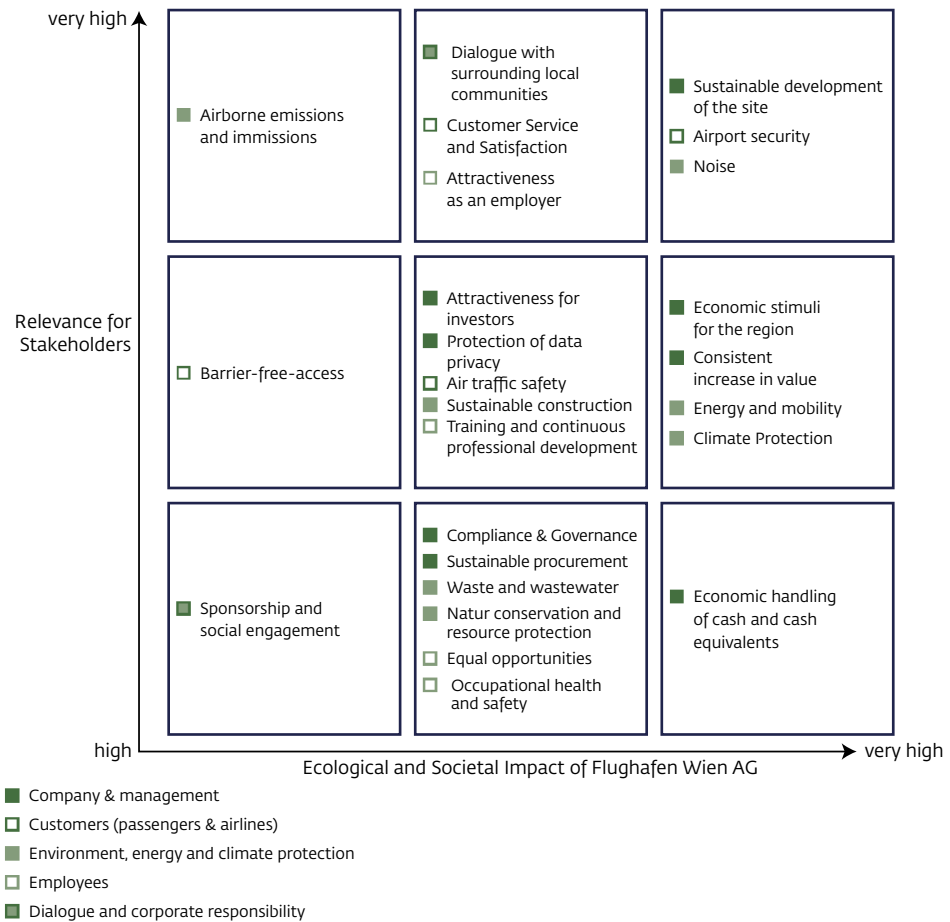 very high
Airborne emissions
and immissions
Dialogue with
surrounding local
communities
Customer Service
and Satisfaction
Attractiveness
as an employer
Sustainable development
of the site
Airport security
Noise
Relevance for
Stakeholders
Barrier-free-access
Attractiveness for
investors
Protection of data
privacy
Air traffic safety
Sustainable construction
Training and continuous
professional development
Economic stimuli
for the region
Consistent
increase in value
Energy and mobility
Climate Protection
Sponsorship and
social engagement
Compliance & Governance
Sustainable procurement
Waste and wastewater
Natur conservation and
resource protection
Equal opportunities
Occupational health
and safety
Economic handling
of cash and cash
equivalents
high
very high
Ecological and Societal Impact of Flughafen Wien AG
Company & management
Customers (passengers & airlines)
Environment, energy and climate protection
Employees
Dialogue and corporate responsibility